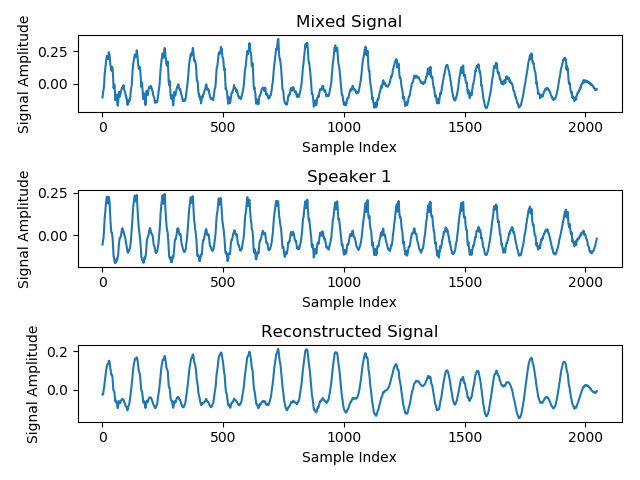 Mixed Signal
Signal Amplitude
0.25
0.00
0
500
1000
1500
2000
Sample Index
Speaker 1
Signal Amplitude
0.25
0.00
0
500
1000
1500
2000
Sample Index
Reconstructed Signal
Signal Amplitude
0.2
0.0
0
500
1000
1500
2000
Sample Index